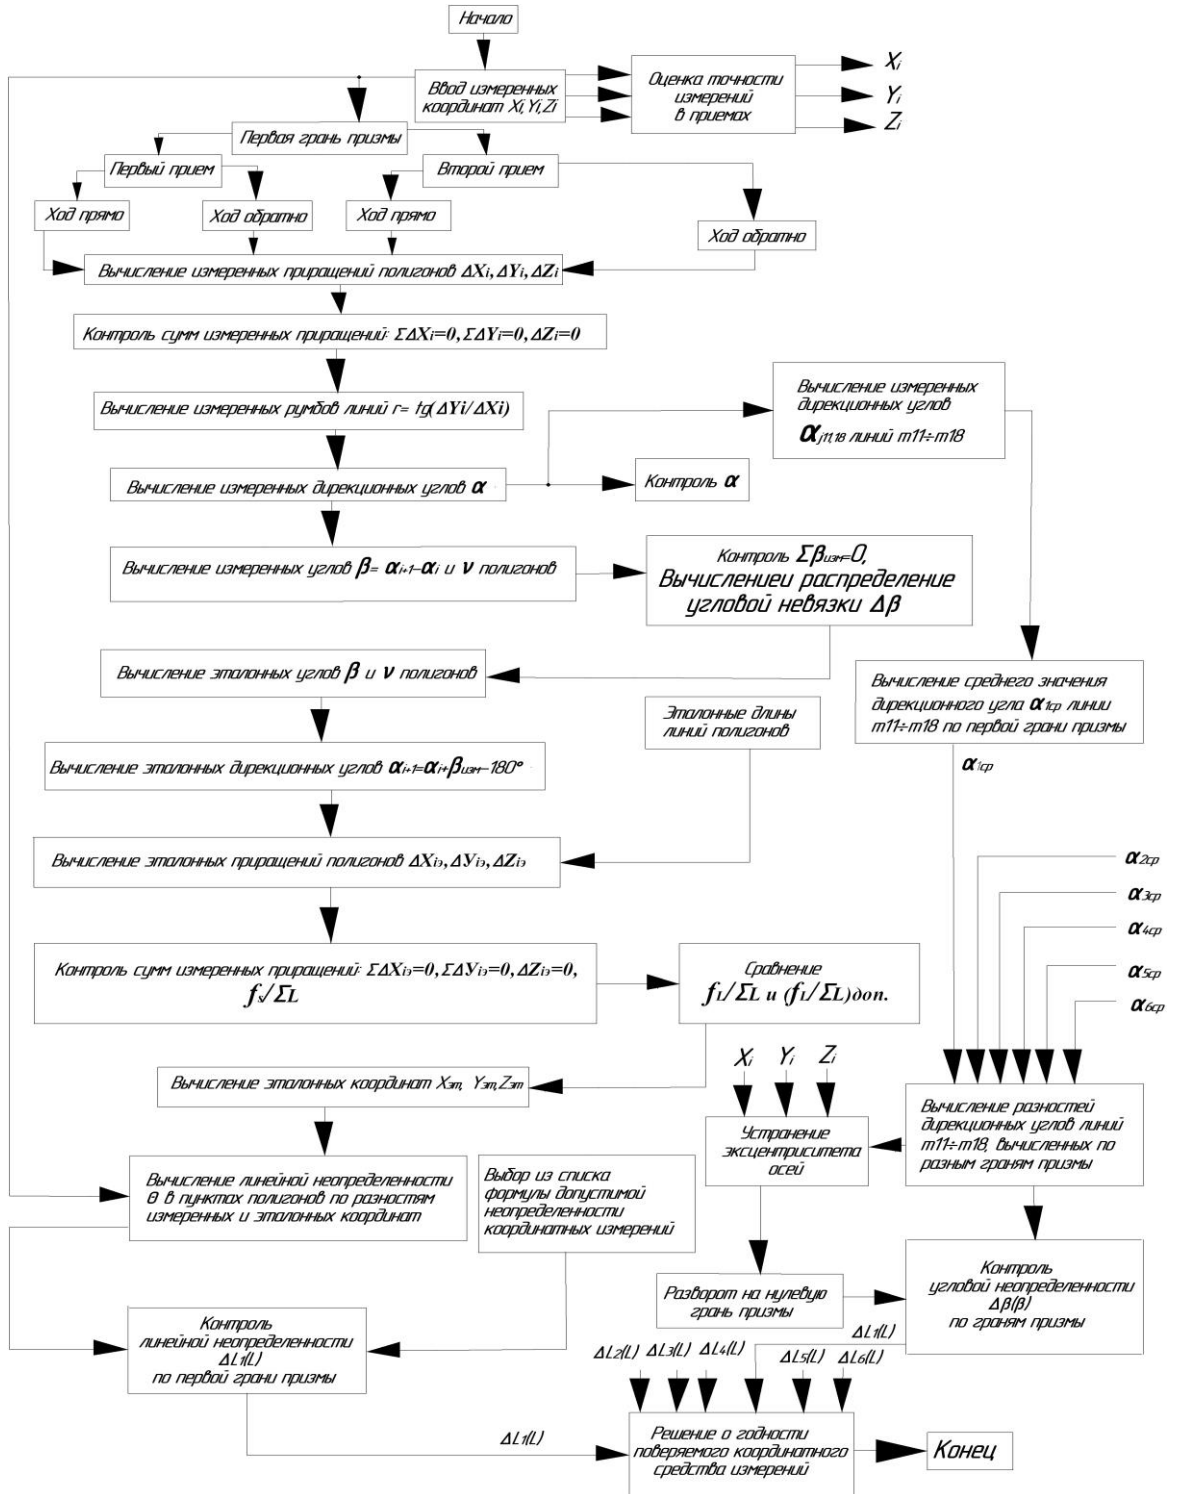 Начало
Ввод измеренных
координат Xi, Yi, Zi
Оценка точности
измерений
в приемах
Xi
Yi
Zi
Первая грань призмы
Первый прием
Второй прием
Ход прямо
Ход обратно
Ход прямо
Ход обратно
Вычисление измеренных приращений полигонов ΔXi, ΔYi, ΔZi
Контроль сумм измеренных приращений: ΣΔXi=0, ΣΔYi=0, ΔZi=0
Вычисление измеренных румбов линий r= tg(ΔYi/ΔXi)
Вычисление измеренных
дирекционных углов
αj11,18 линий m11÷m18
Вычисление измеренных дирекционных углов α
Контроль α
Вычисление измеренных углов β= αi+1-αi и ν полигонов
Контроль Σβизм=0,
Вычислениеи распределение
угловой невязки Δβ
Вычисление эталонных углов β и ν полигонов
Вычисление среднего значения
дирекционного угла α1ср линии
m11÷m18 по первой грани призмы
Эталонные длины
линий полигонов
Вычисление эталонных дирекционных углов αi+1=αi+βизм-180°
α1ср
Вычисление эталонных приращений полигонов ΔXiэ, ΔУiэ, ΔZiэ
α2ср
α3ср
α4ср
α5ср
α6ср
Контроль сумм измеренных приращений: ΣΔXiэ=0, ΣΔУiэ=0, ΔZiэ=0,
fs/ΣL
Сравнение
fL/ΣL и (fL/ΣL)доп.
Xi
Yi
Zi
Вычисление эталонных координат Xэт, Yэт, Zэт
Вычисление разностей
дирекционных углов линий
m11÷m18, вычисленных по
разным граням призмы
Устранение
эксцентриситета
осей
Вычисление линейной неопределенности
Θ в пунктах полигонов по разностям
измеренных и эталонных координат
Выбор из списка
формулы допустимой
неопределенности
координатных измерений
Разворот на нулевую
грань призмы
Контроль
угловой неопределенности
Δβ(β)
по граням призмы
Контроль
линейной неопределенности
ΔL1(L)
по первой грани призмы
ΔL1(L)
ΔL2(L)
ΔL3(L)
ΔL4(L)
ΔL5(L)
ΔL6(L)
ΔL1(L)
Решение о годности
поверяемого координатного
средства измерений
Конец